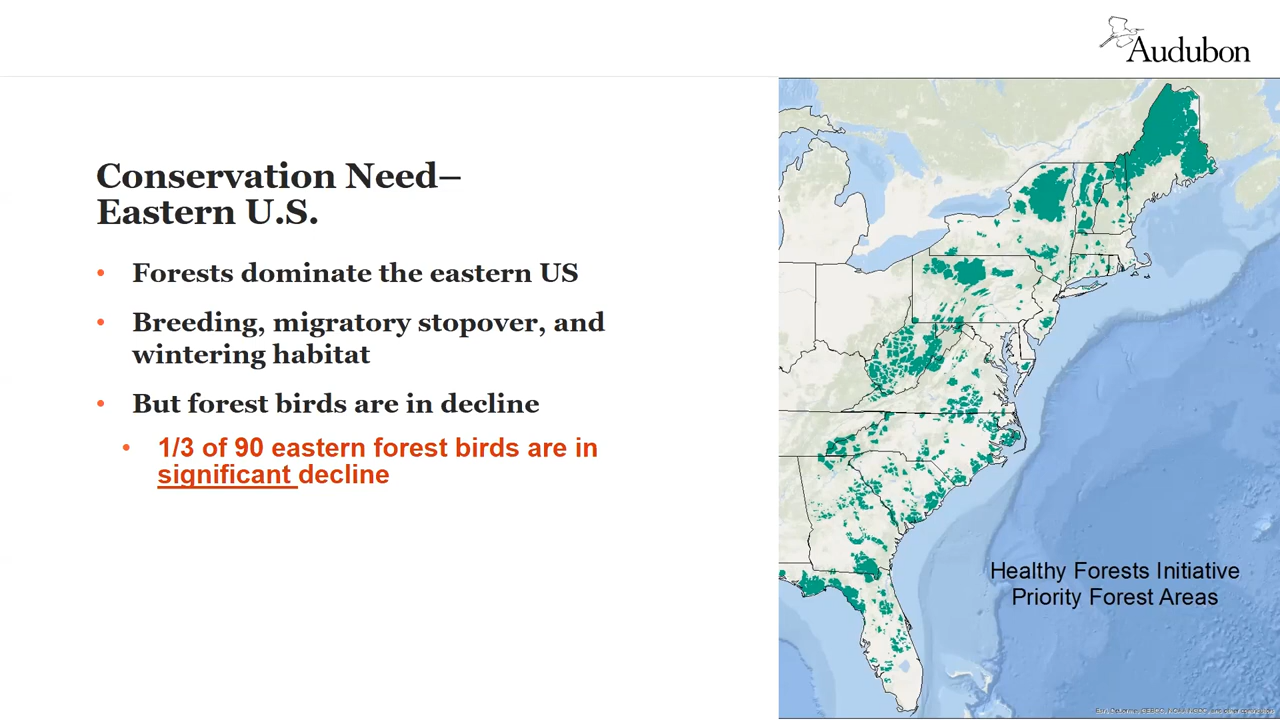 Audubon
Conservation Need–
Eastern U.S.
• Forests dominate the eastern US
• Breeding, migratory stopover, and
wintering habitat
• But forest birds are in decline
• 1/3 of 90 eastern forest birds are in
significant decline
Healthy Forests Initiative
Priority Forest Areas